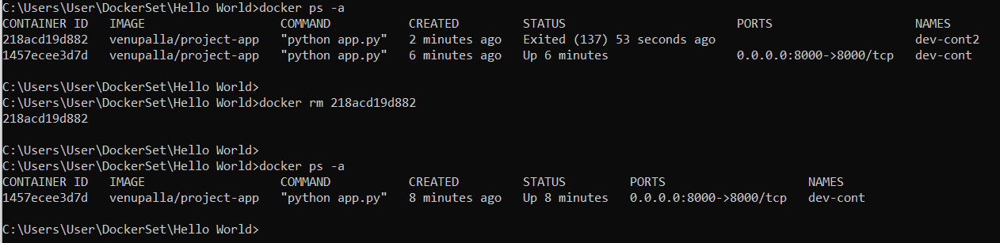 C:\Users\User\DockerSet\Hello World>docker ps -a
CONTAINER ID   IMAGE                   COMMAND           CREATED         STATUS                        PORTS                    NAMES
218acd19d882   venupalla/project-app   "python app.py"   2 minutes ago   Exited (137) 53 seconds ago                            dev-cont2
1457ecee3d7d   venupalla/project-app   "python app.py"   6 minutes ago   Up 6 minutes                  0.0.0.0:8000->8000/tcp   dev-cont
C:\Users\User\DockerSet\Hello World>
C:\Users\User\DockerSet\Hello World>docker rm 218acd19d882
218acd19d882
C:\Users\User\DockerSet\Hello World>
C:\Users\User\DockerSet\Hello World>docker ps -a
CONTAINER ID   IMAGE                   COMMAND           CREATED         STATUS         PORTS                    NAMES
1457ecee3d7d   venupalla/project-app   "python app.py"   8 minutes ago   Up 8 minutes   0.0.0.0:8000->8000/tcp   dev-cont
C:\Users\User\DockerSet\Hello World>